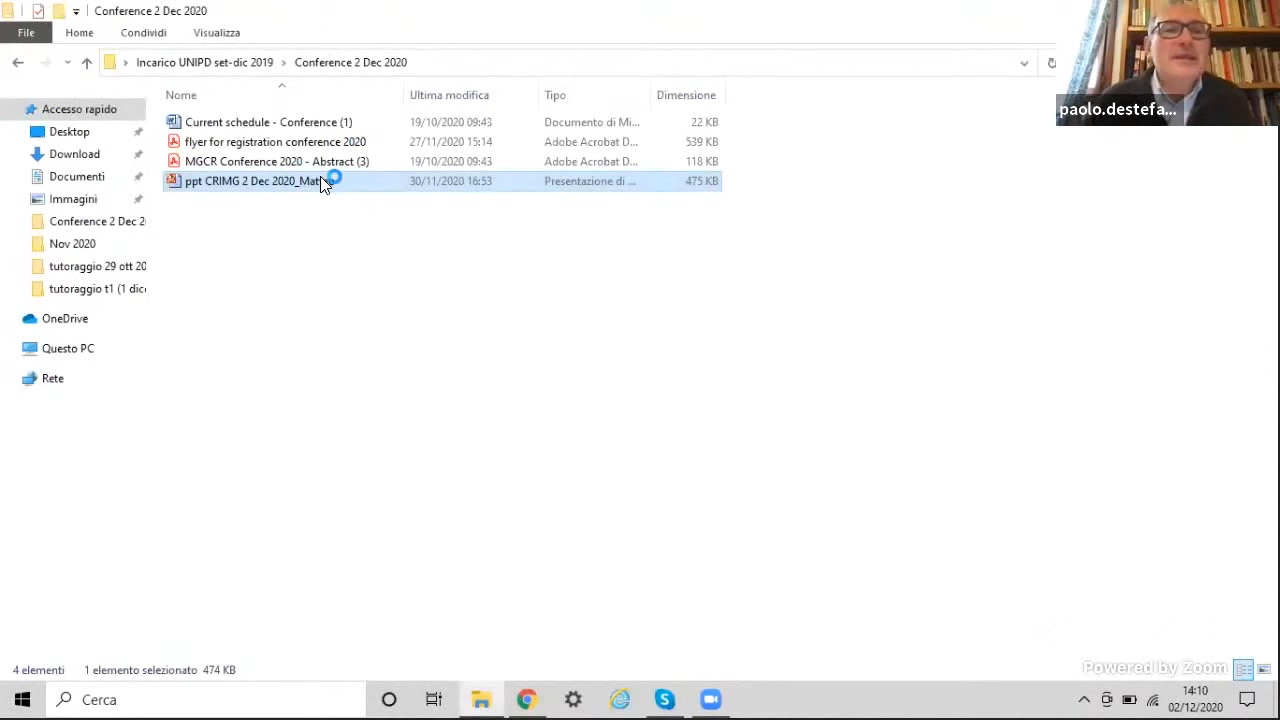 Conference 2 Dec 2020
File Home Condividi Visualizza
Incarico UNIPD set-dic 2019 Conference 2 Dec 2020
Nome Ultima modifica Tipo Dimensione
Current schedule - Conference (1) 19/10/2020 09:43 Documento di Mi... 22 KB
flyer for registration conference 2020 27/11/2020 15:14 Adobe Acrobat D... 539 KB
MGCR Conference 2020 - Abstract (3) 19/10/2020 09:43 Adobe Acrobat D... 118 KB
ppt CRIMG 2 Dec 2020_Mat 30/11/2020 16:53 Presentazione di ... 475 KB
Accesso rapido
Desktop
Download
Documenti
Immagini
Conference 2 Dec 2
Nov 2020
tutoraggio 29 ott 20
tutoraggio t1 (1 dic
OneDrive
Questo PC
Rete
paolo.destefa...
4 elementi 1 elemento selezionato 474 KB
Powered by Zoom
Cerca
14:10
02/12/2020